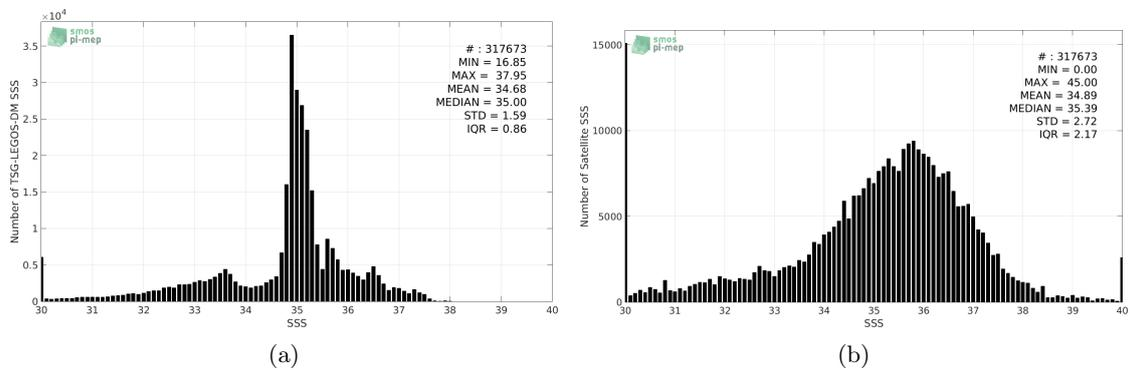 ×10⁴
smos
pi-mep
# : 317673
MIN = 16.85
MAX = 37.95
MEAN = 34.68
MEDIAN = 35.00
STD = 1.59
IQR = 0.86
Number of TSG-LEGOS-DM SSS
3.5
3
2.5
2
1.5
1
0.5
0
30 31 32 33 34 35 36 37 38 39 40
SSS
(a)
smos
pi-mep
# : 317673
MIN = 0.00
MAX = 45.00
MEAN = 34.89
MEDIAN = 35.39
STD = 2.72
IQR = 2.17
Number of Satellite SSS
15000
10000
5000
0
30 31 32 33 34 35 36 37 38 39 40
SSS
(b)